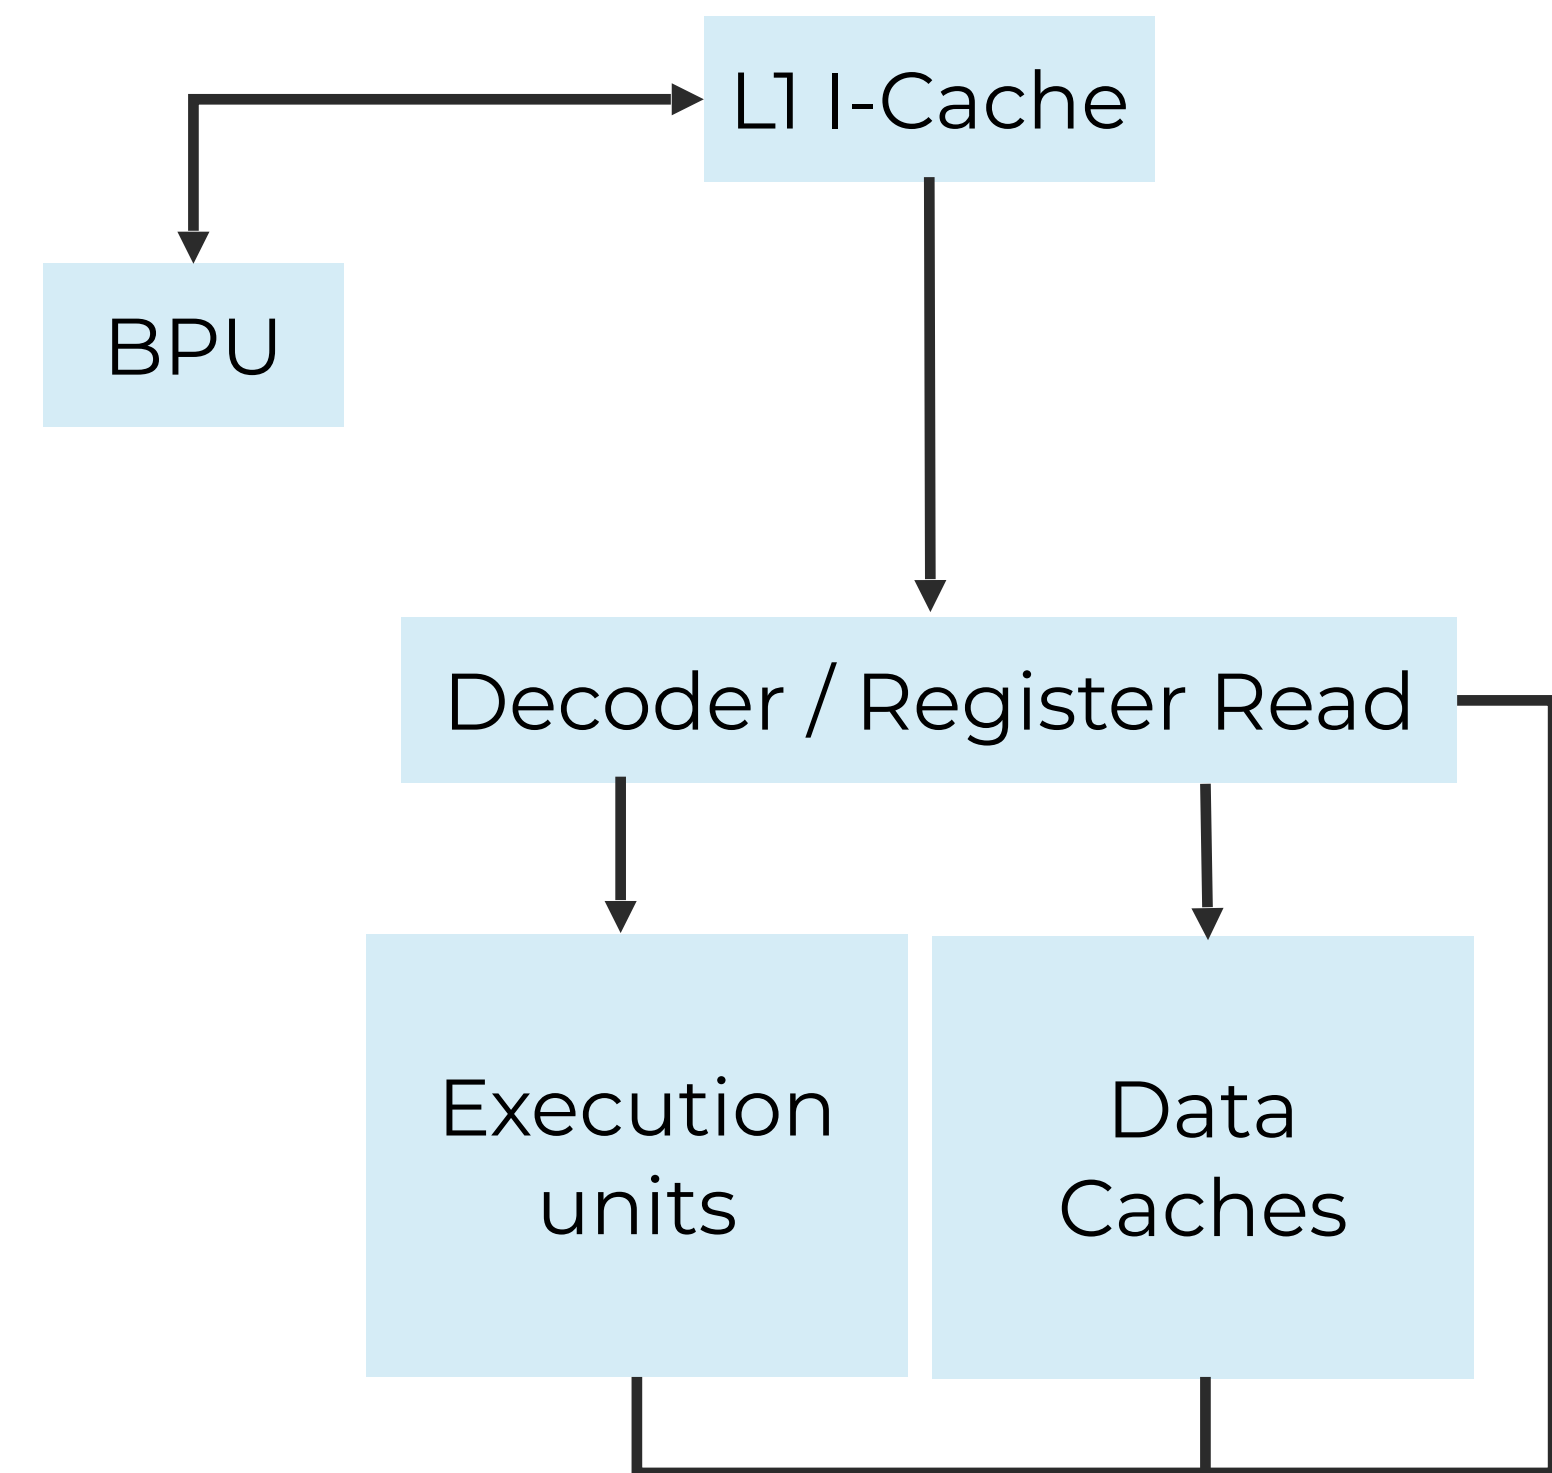 L1 I-Cache
BPU
Decoder / Register Read
Execution
units
Data
Caches